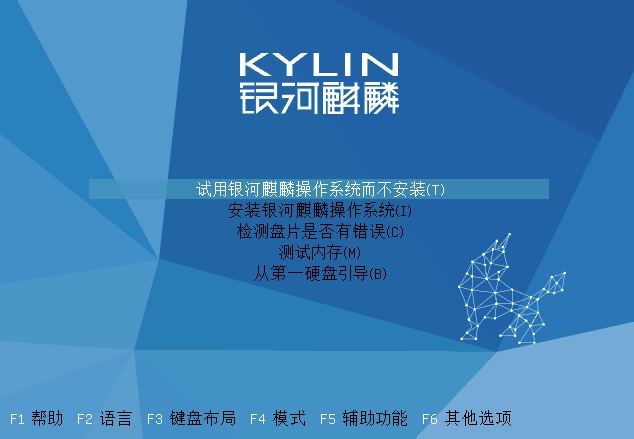 KYLIN
银河麒麟
试用银河麒麟操作系统而不安装(T)
安装银河麒麟操作系统(I)
检测盘片是否有错误(C)
测试内存(M)
从第一硬盘引导(B)
F1 帮助 F2 语言 F3 键盘布局 F4 模式 F5 辅助功能 F6 其他选项